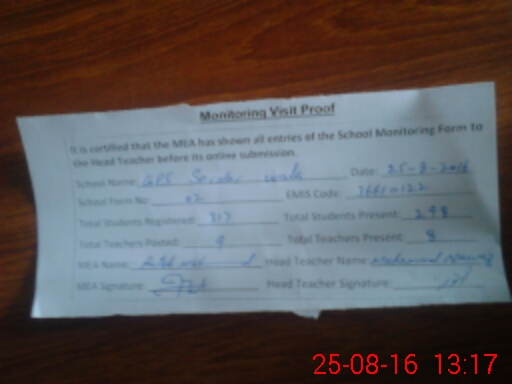 Monitoring Visit Proof
It is certified that the MEA has shown all entries of the School Monitoring Form to
the Head Teacher before its online submission.
School Name: GPS wala Date: 25-8-2016
School Form No: 02 EMIS Code:
Total Students Registered: 313 Total Students Present: 298
Total Teachers Posted: 9 Total Teachers Present: 8
MEA Name: Head Teacher Name
MEA Signature: Head Teacher Signature:
25-08-16 13:17